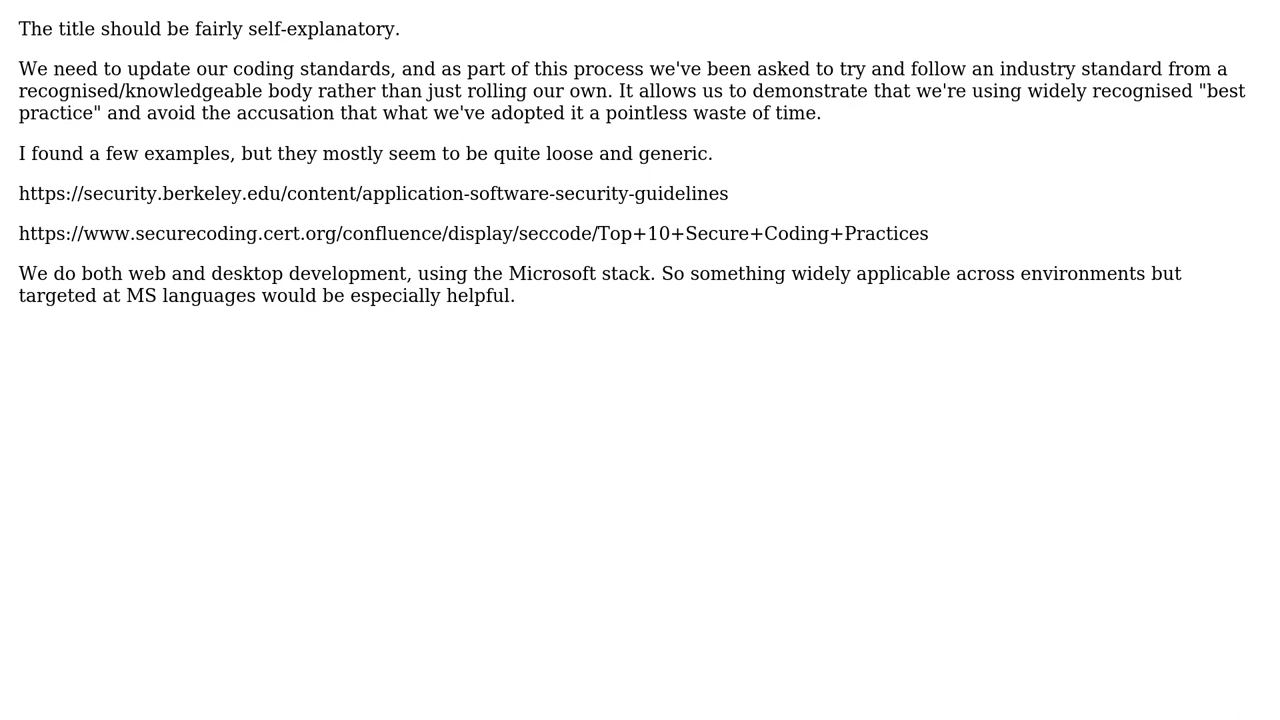 The title should be fairly self-explanatory.
We need to update our coding standards, and as part of this process we've been asked to try and follow an industry standard from a
recognised/knowledgeable body rather than just rolling our own. It allows us to demonstrate that we're using widely recognised "best
practice" and avoid the accusation that what we've adopted it a pointless waste of time.
I found a few examples, but they mostly seem to be quite loose and generic.
https://security.berkeley.edu/content/application-software-security-guidelines
https://www.securecoding.cert.org/confluence/display/seccode/Top+10+Secure+Coding+Practices
We do both web and desktop development, using the Microsoft stack. So something widely applicable across environments but
targeted at MS languages would be especially helpful.